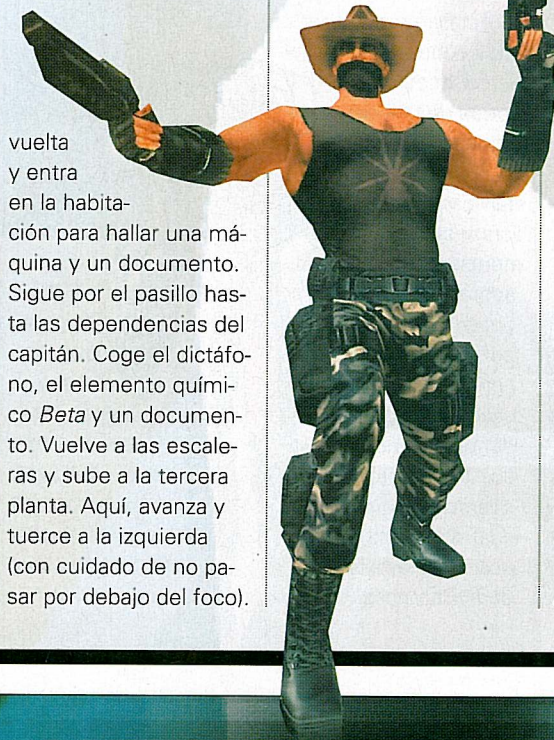 vuelta
y entra
en la habita-
ción para hallar una má-
quina y un documento.
Sigue por el pasillo has-
ta las dependencias del
capitán. Coge el dictáfo-
no, el elemento quími-
co Beta y un documen-
to. Vuelve a las escale-
ras y sube a la tercera
planta. Aquí, avanza y
tuerce a la izquierda
(con cuidado de no pa-
sar por debajo del foco).